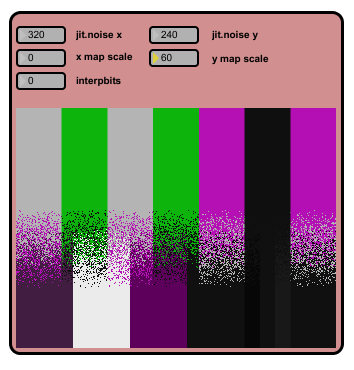 320 jit.noise x 240 jit.noise y
0 x map scale 60 y map scale
0 interpbits